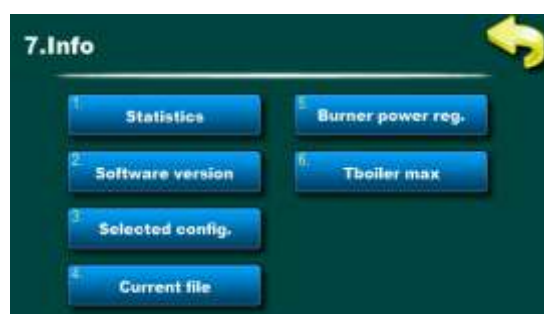 7.Info
1.
Statistics
2.
Software version
3.
Selected config.
4.
Current file
5.
Burner power reg.
6.
Tboiler max